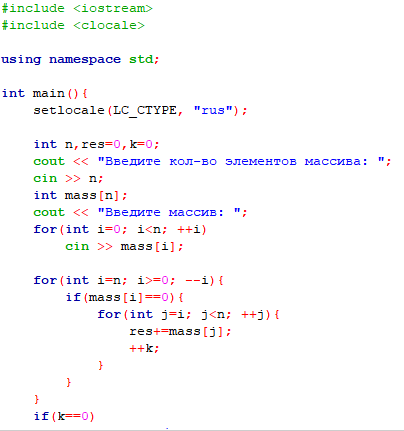 #include <iostream>
#include <clocale>
using namespace std;
int main(){
setlocale(LC_CTYPE, "rus");
int n,res=0,k=0;
cout << "Введите кол-во элементов массива: ";
cin >> n;
int mass[n];
cout << "Введите массив: ";
for(int i=0; i<n; ++i)
cin >> mass[i];
for(int i=n; i>=0; --i){
if(mass[i]==0){
for(int j=i; j<n; ++j){
res+=mass[j];
++k;
}
}
}
if(k==0)